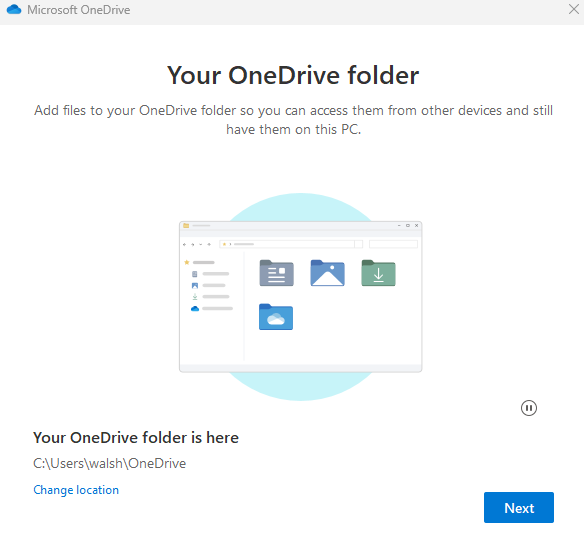 Microsoft OneDrive
Your OneDrive folder
Add files to your OneDrive folder so you can access them from other devices and still
have them on this PC.
Your OneDrive folder is here
C:\Users\walsh\OneDrive
Change location
Next